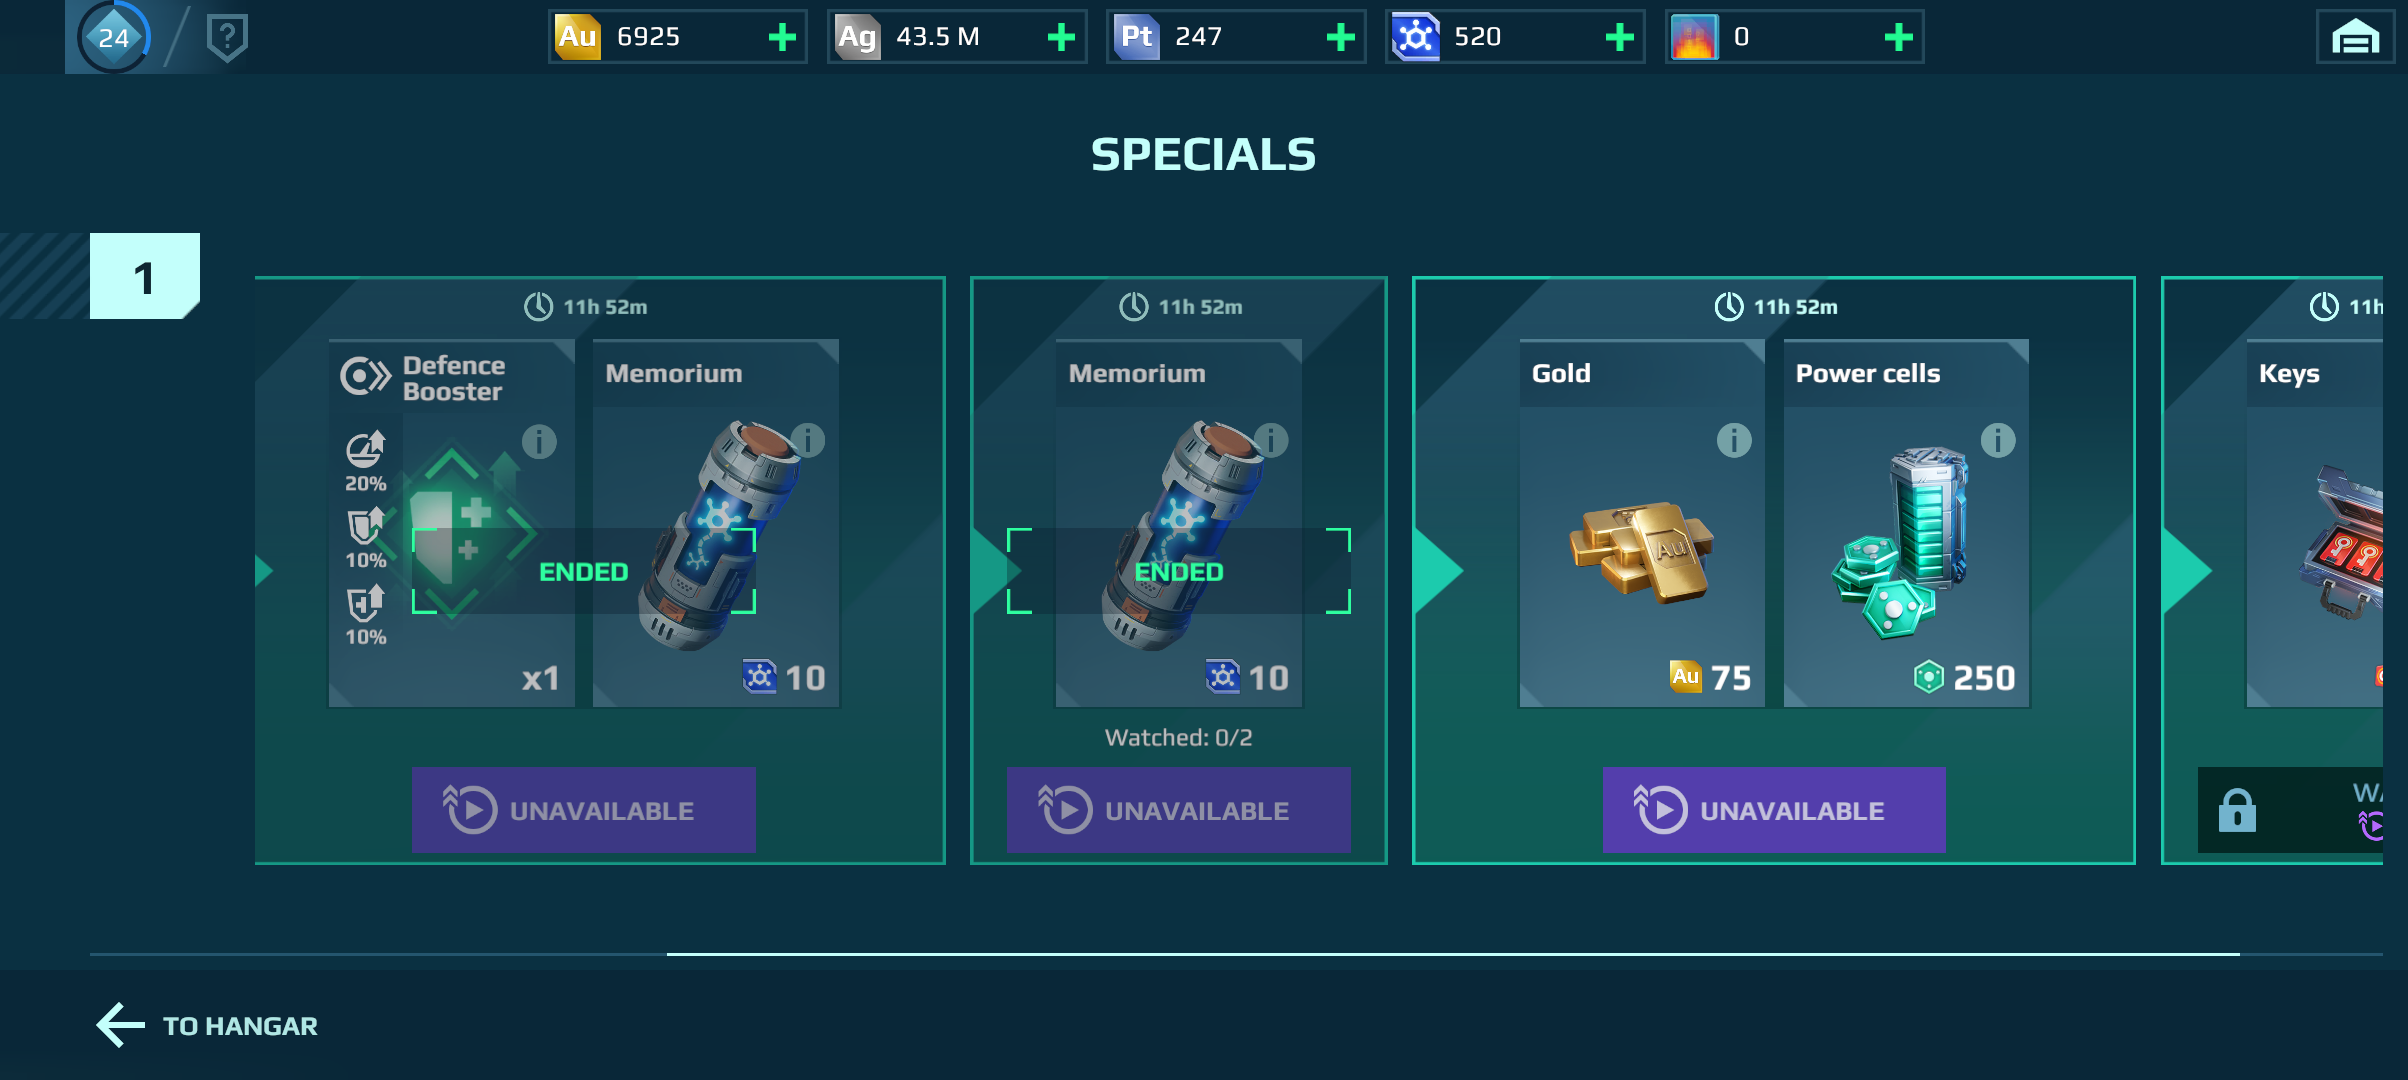 24
?
Au 6925
Ag 43.5 M
Pt 247
520
0
SPECIALS
1
11h 52m
Defence
Booster
20%
10%
10%
x1
Memorium
10
ENDED
UNAVAILABLE
11h 52m
Memorium
ENDED
10
Watched: 0/2
UNAVAILABLE
11h 52m
Gold
Au
Au 75
Power cells
250
UNAVAILABLE
Keys
TO HANGAR